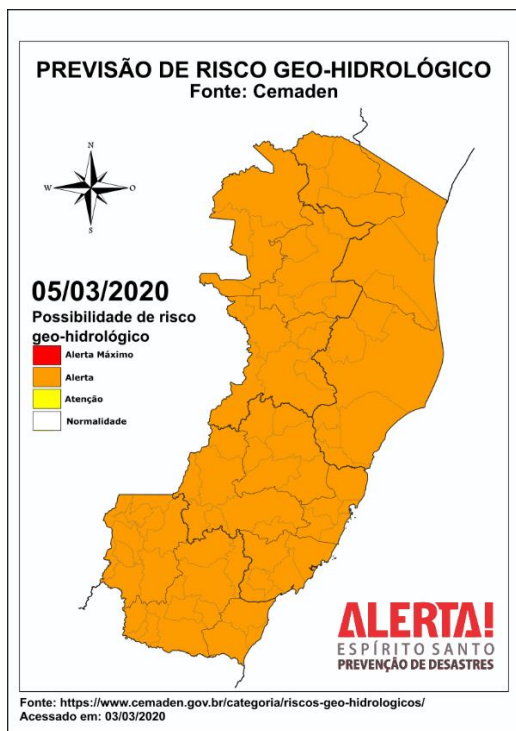 PREVISÃO DE RISCO GEO-HIDROLÓGICO
Fonte: Cemaden
N
W
O
S
05/03/2020
Possibilidade de risco
geo-hidrológico
Alerta Máximo
Alerta
Atenção
Normalidade
ALERTA!
ESPÍRITO SANTO
PREVENÇÃO DE DESASTRES
Fonte: https://www.cemaden.gov.br/categoria/riscos-geo-hidrologicos/
Acessado em: 03/03/2020